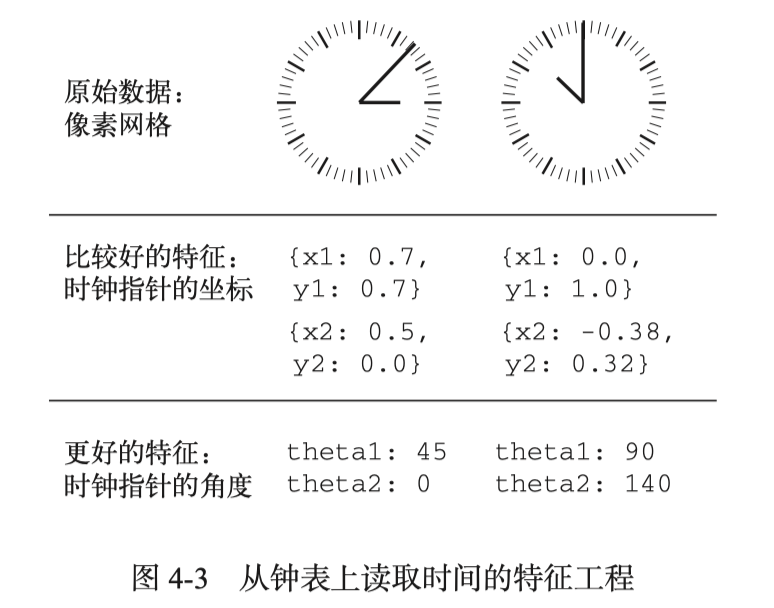 原始数据：
像素网格
比较好的特征：
时钟指针的坐标
{x1: 0.7,
y1: 0.7}
{x2: 0.5,
y2: 0.0}
{x1: 0.0,
y1: 1.0}
{x2: -0.38,
y2: 0.32}
更好的特征：
时钟指针的角度
theta1: 45
theta2: 0
theta1: 90
theta2: 140
图 4-3 从钟表上读取时间的特征工程